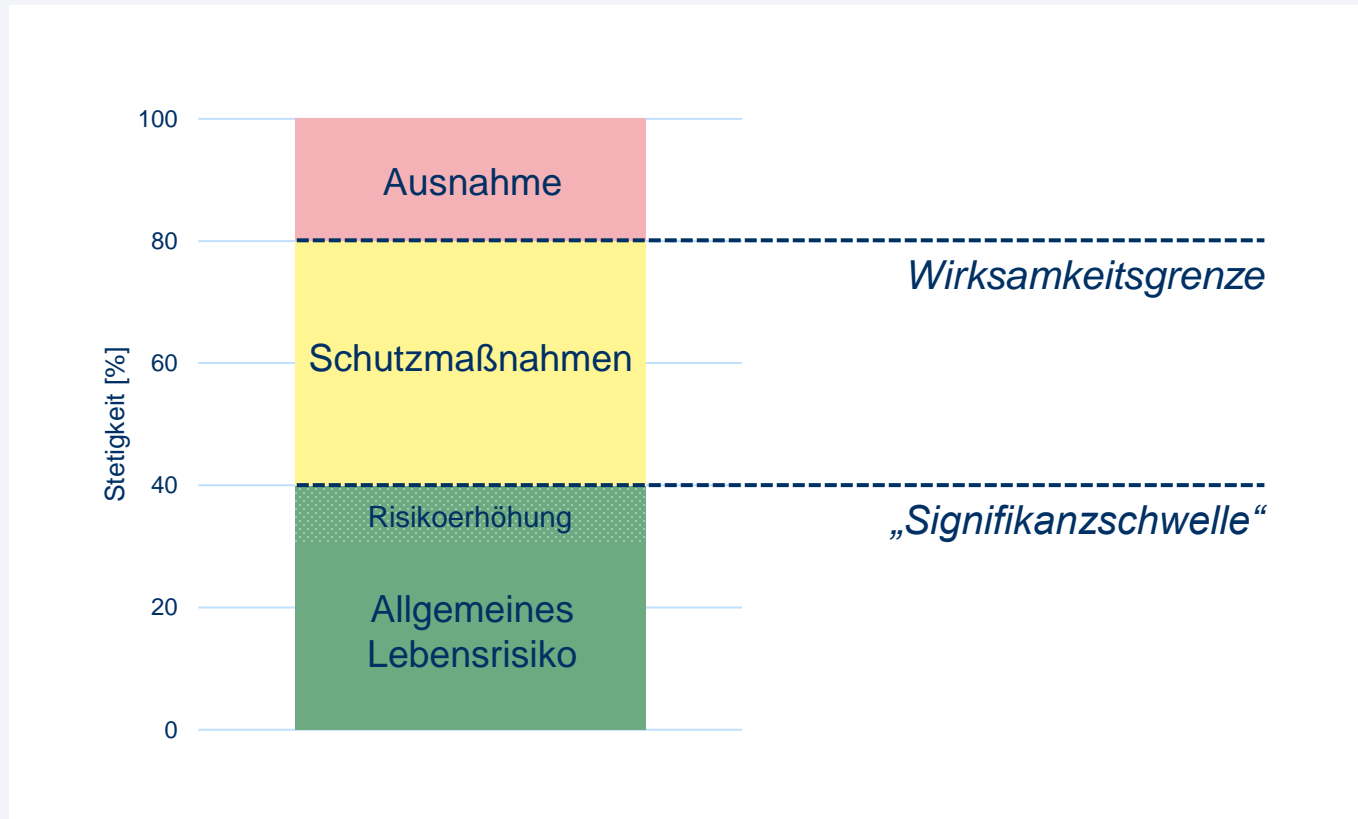 100
Ausnahme
80
Wirksamkeitsgrenze
Schutzmaßnahmen
60
Stetigkeit [%]
40
Risikoerhöhung
„Signifikanzschwelle“
20
Allgemeines
Lebensrisiko
0